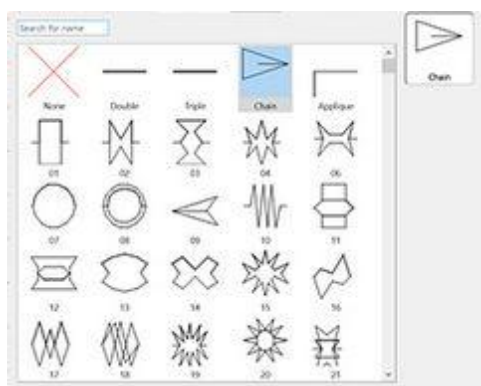 Search for name
None Double Triple Chain Applique
01 02 03 04 06
07 08 09 10 11
12 13 14 15 16
17 18 19 20 21
Chain